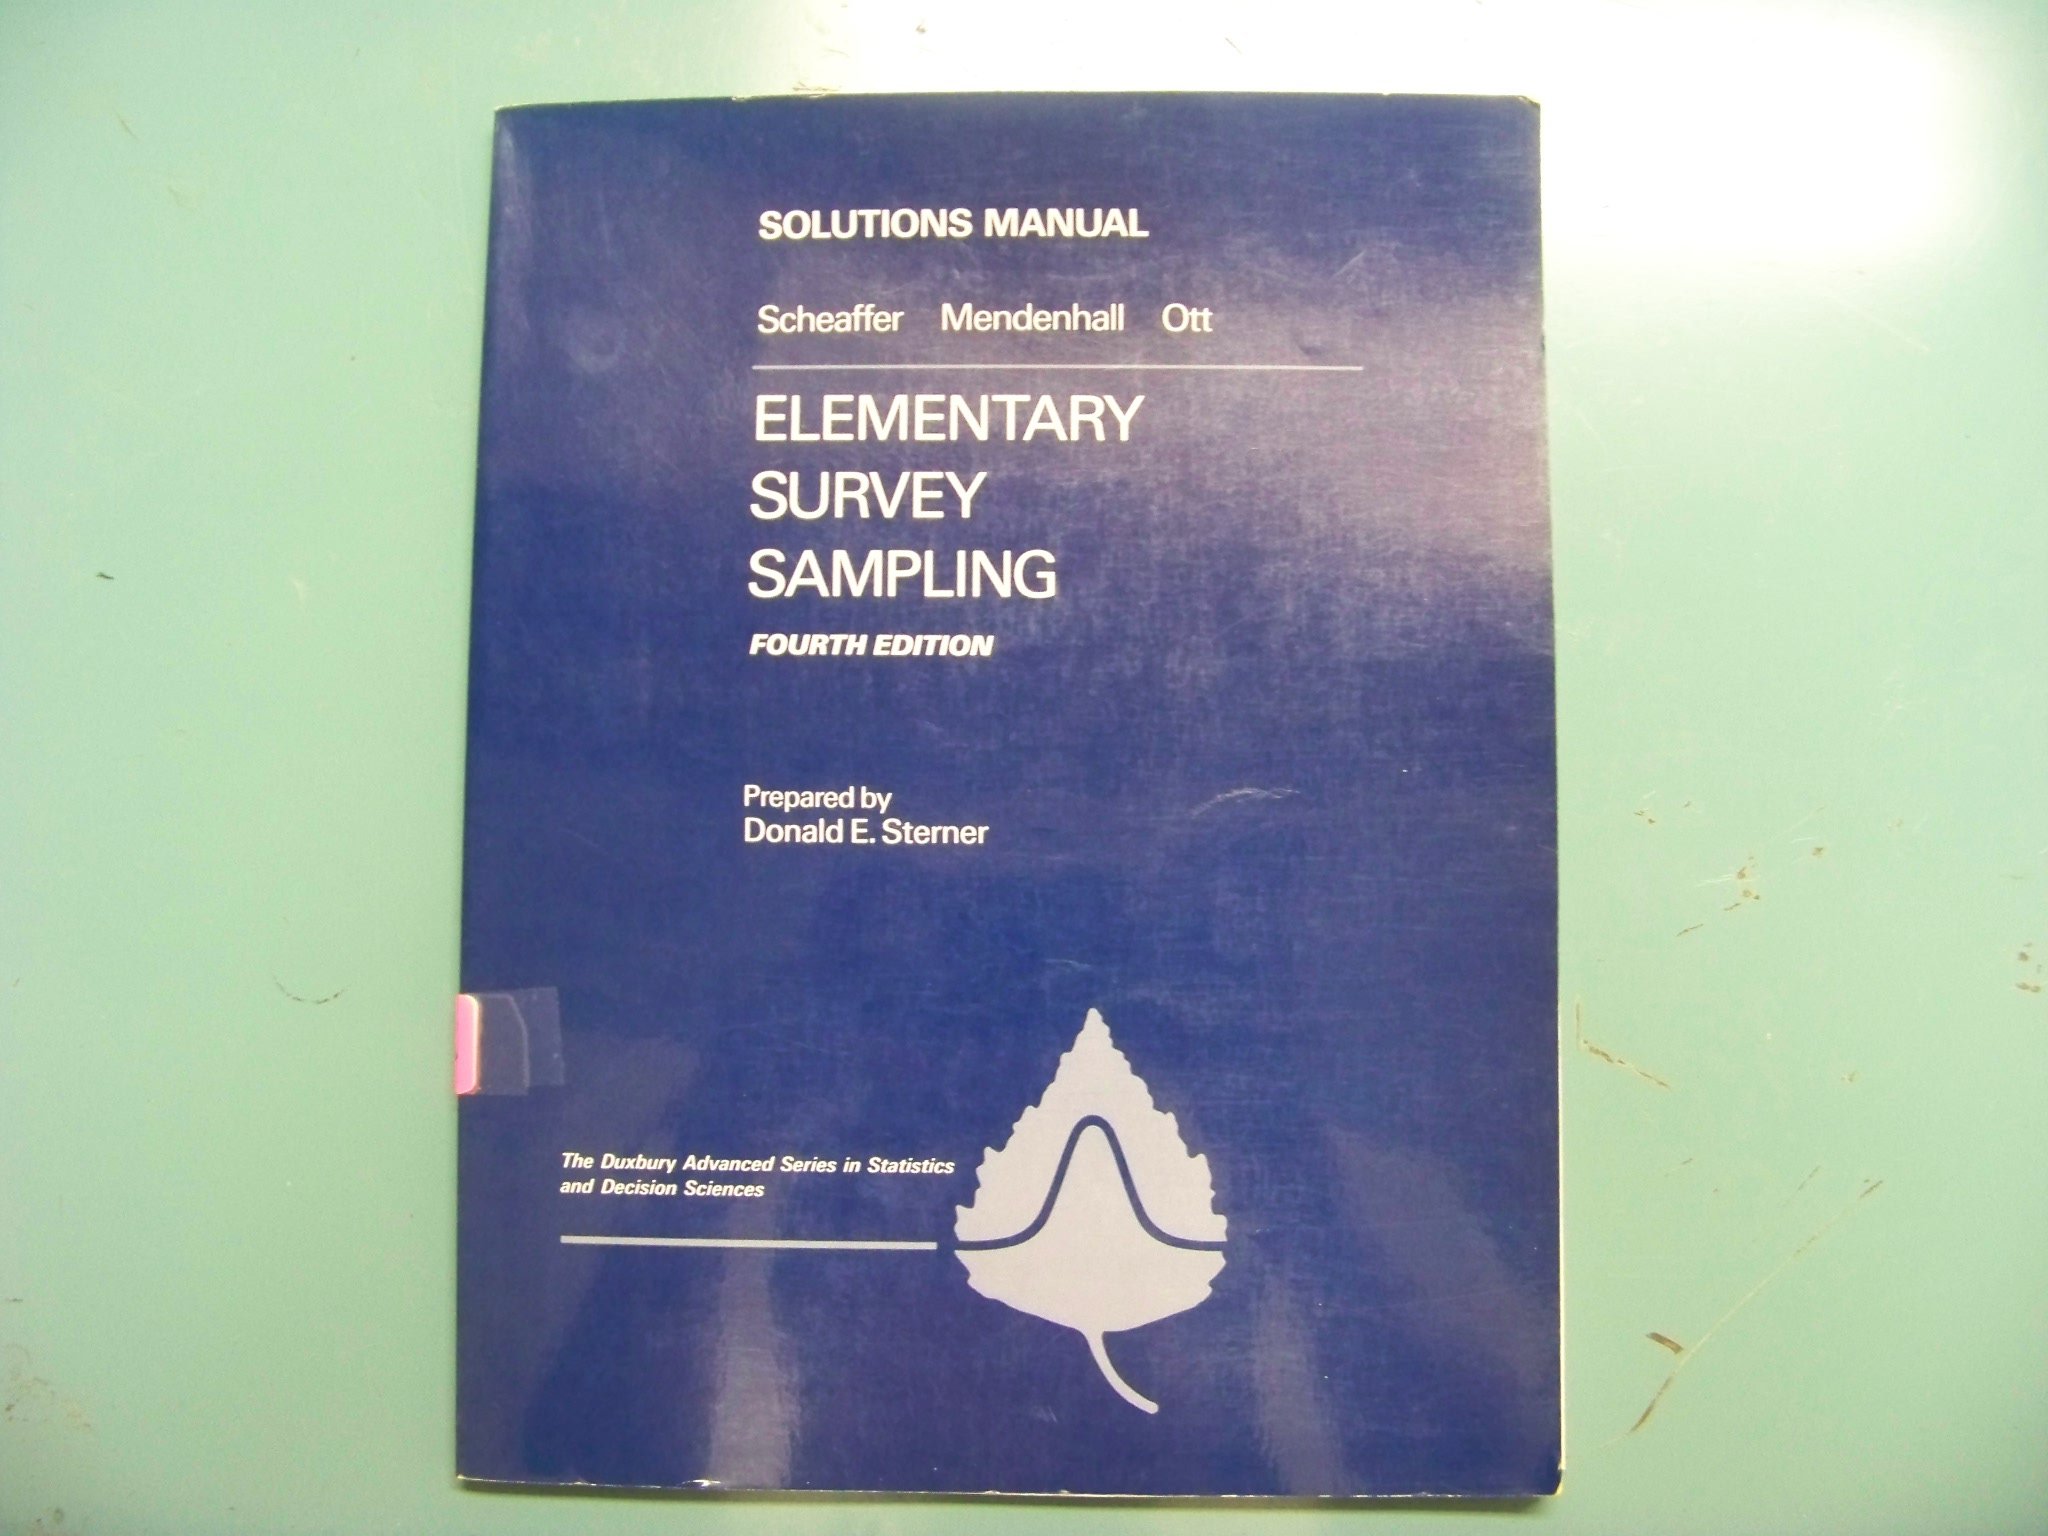 SOLUTIONS MANUAL
Scheaffer Mendenhall Ott
ELEMENTARY
SURVEY
SAMPLING
FOURTH EDITION
Prepared by
Donald E. Sterner
The Duxbury Advanced Series in Statistics
and Decision Sciences